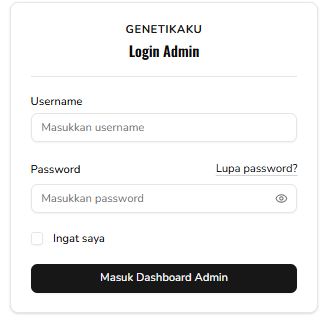 GENETIKAKU
Login Admin
Username
Masukkan username
Password Lupa password?
Masukkan password
Ingat saya
Masuk Dashboard Admin